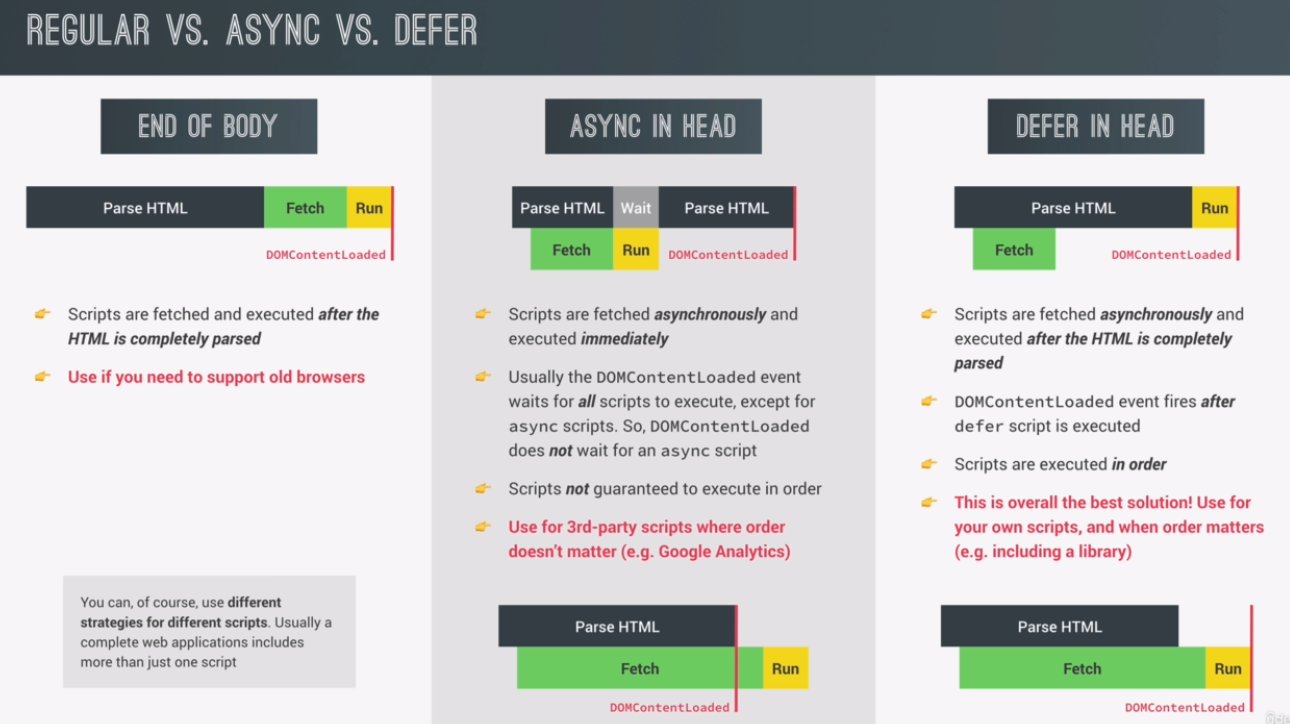 REGULAR VS. ASYNC VS. DEFER
END OF BODY
Parse HTML
Fetch
Run
DOMContentLoaded
Scripts are fetched and executed after the
HTML is completely parsed
Use if you need to support old browsers
You can, of course, use different
strategies for different scripts. Usually a
complete web applications includes
more than just one script
ASYNC IN HEAD
Parse HTML
Wait
Parse HTML
Fetch
Run
DOMContentLoaded
Scripts are fetched asynchronously and
executed immediately
Usually the DOMContentLoaded event
waits for all scripts to execute, except for
async scripts. So, DOMContentLoaded
does not wait for an async script
Scripts not guaranteed to execute in order
Use for 3rd-party scripts where order
doesn't matter (e.g. Google Analytics)
Parse HTML
Fetch
Run
DOMContentLoaded
DEFER IN HEAD
Parse HTML
Run
Fetch
DOMContentLoaded
Scripts are fetched asynchronously and
executed after the HTML is completely
parsed
DOMContentLoaded event fires after
defer script is executed
Scripts are executed in order
This is overall the best solution! Use for
your own scripts, and when order matters
(e.g. including a library)
Parse HTML
Fetch
Run
DOMContentLoaded